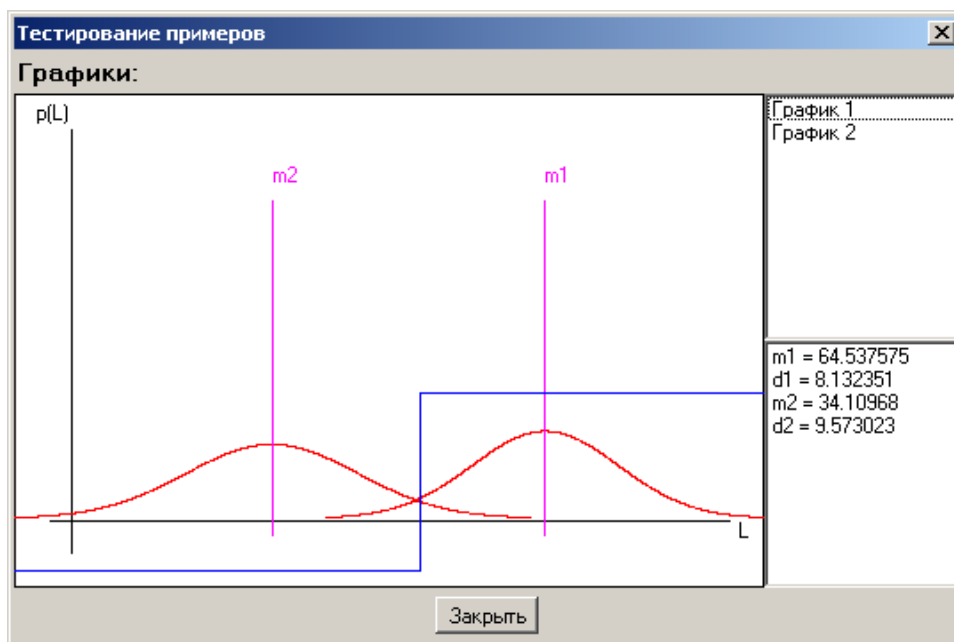 Тестирование примеров
Графики:
p(L)
m2
m1
L
График 1
График 2
m1 = 64.537575
d1 = 8.132351
m2 = 34.10968
d2 = 9.573023
Закрыть